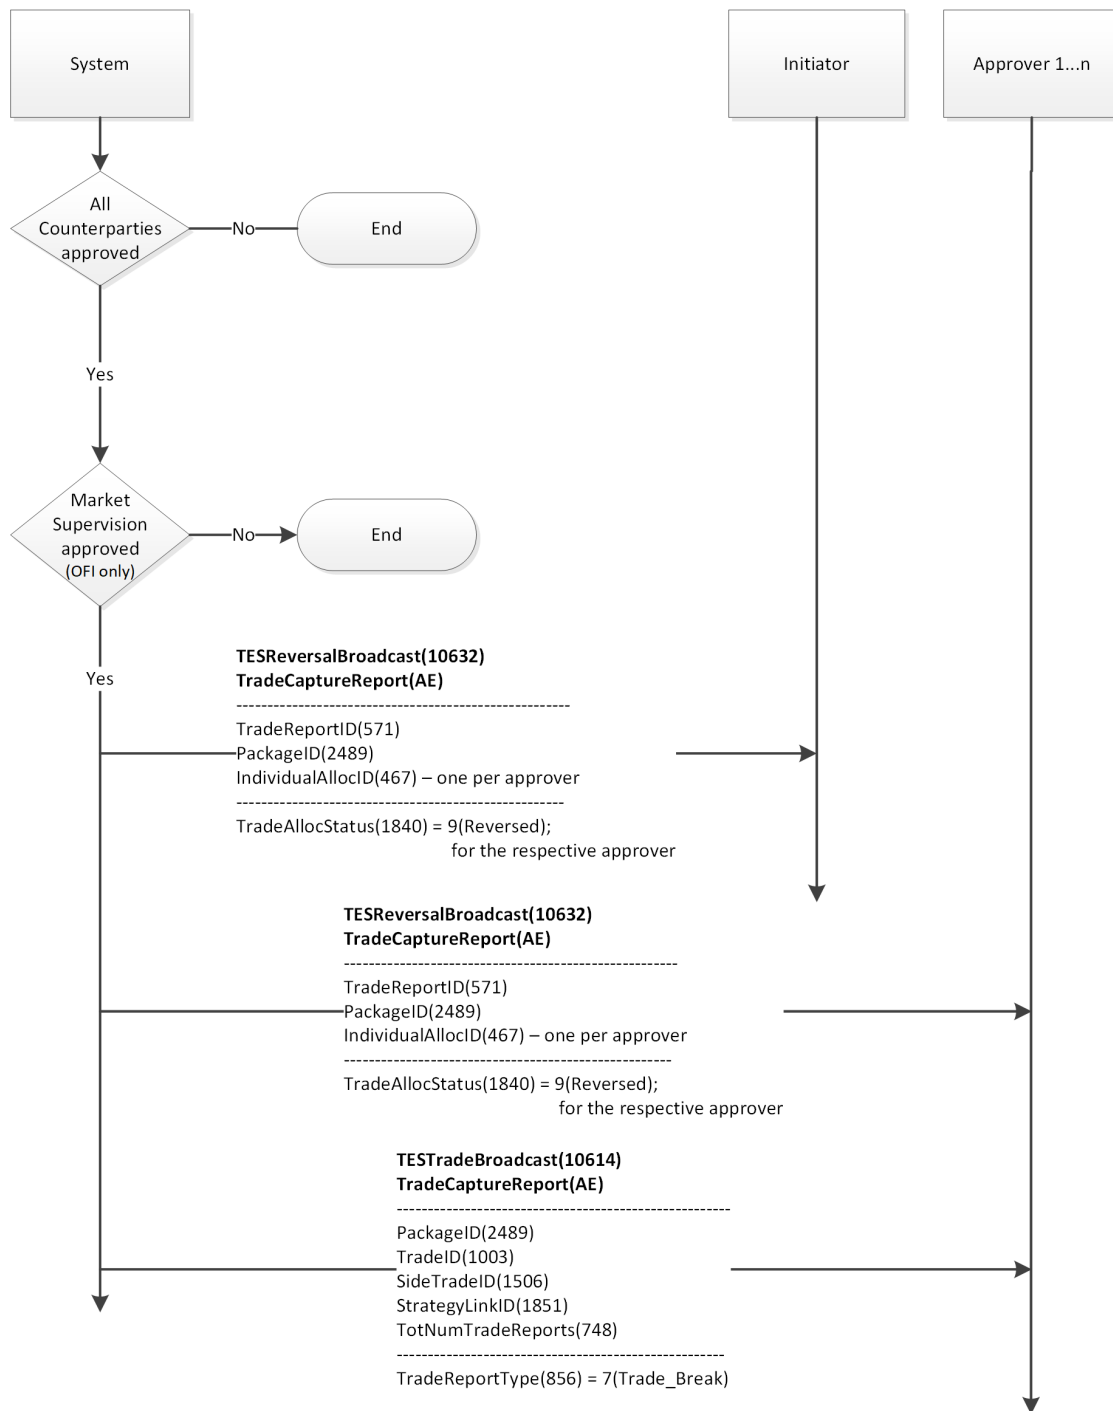 System
Initiator
Approver 1...n
All
Counterparties
approved
No
End
Yes
Market
Supervision
approved
(OFI only)
No
End
Yes
TESReversalBroadcast(10632)
TradeCaptureReport(AE)
------------------------------------------------------
TradeReportID(571)
PackageID(2489)
IndividualAllocID(467) – one per approver
-----------------------------------------------------
TradeAllocStatus(1840) = 9(Reversed);
for the respective approver
TESReversalBroadcast(10632)
TradeCaptureReport(AE)
------------------------------------------------------
TradeReportID(571)
PackageID(2489)
IndividualAllocID(467) – one per approver
-----------------------------------------------------
TradeAllocStatus(1840) = 9(Reversed);
for the respective approver
TESTradeBroadcast(10614)
TradeCaptureReport(AE)
------------------------------------------------------
PackageID(2489)
TradeID(1003)
SideTradeID(1506)
StrategyLinkID(1851)
TotNumTradeReports(748)
-----------------------------------------------------
TradeReportType(856) = 7(Trade_Break)